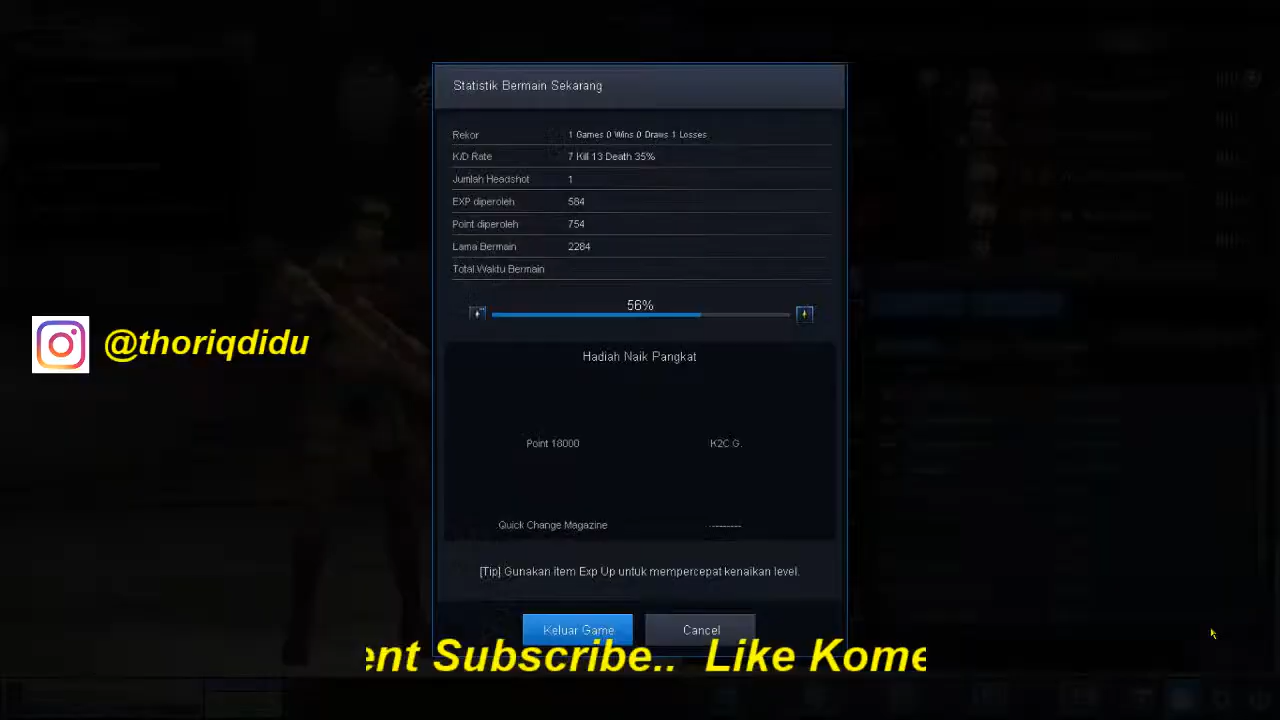 Statistik Bermain Sekarang
Rekor 1 Games 0 Wins 0 Draws 1 Losses
K/D Rate 7 Kill 13 Death 35%
Jumlah Headshot 1
EXP diperoleh 584
Point diperoleh 754
Lama Bermain 2284
Total Waktu Bermain
56%
@thoriqdidu
Hadiah Naik Pangkat
Point 18000 K2C G.
Quick Change Magazine ---------
[Tip] Gunakan item Exp Up untuk mempercepat kenaikan level.
Keluar Game Cancel
ent Subscribe.. Like Kome